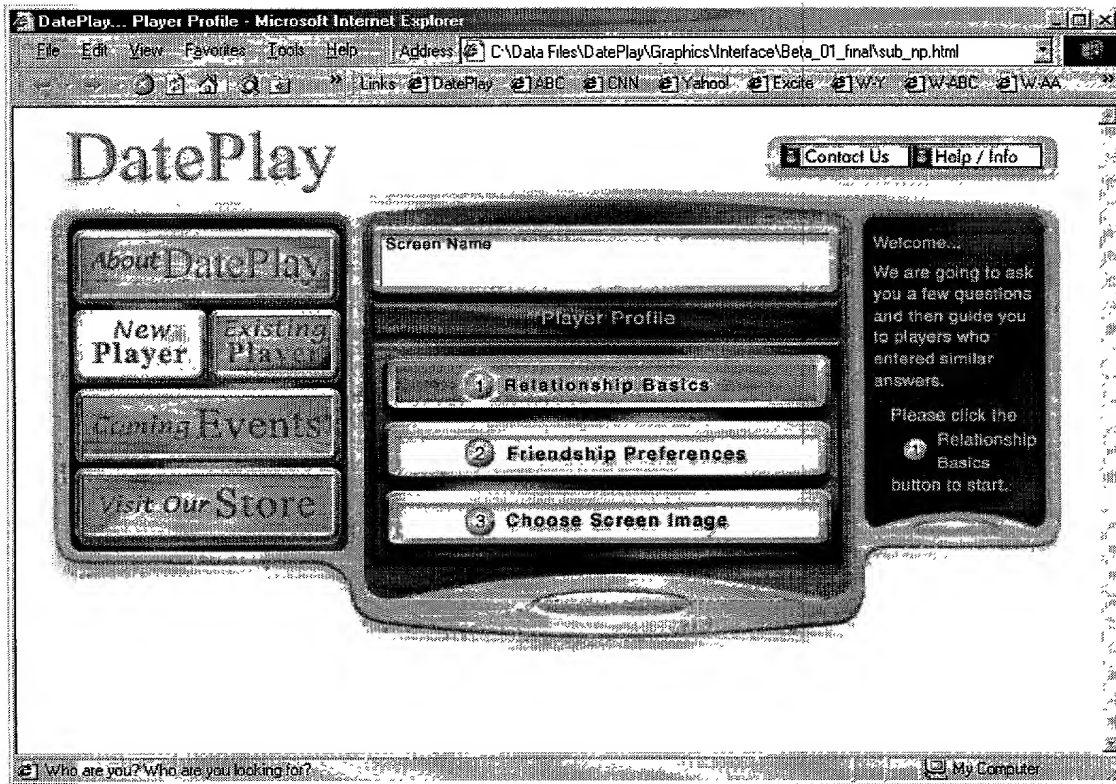 DatePlay... Player Profile - Microsoft Internet Explorer
File Edit View Favorites Tools Help Address C:\Data Files\DatePlay\Graphics\Interface\Beta_01_final\sub_np.html
» Links DatePlay ABC CNN Yahoo! Excite W-Y W-ABC W-AA »
DatePlay
Contact Us Help / Info
About DatePlay
New Player
Existing Player
Coming Events
Visit Our Store
Screen Name
Player Profile
1 Relationship Basics
2 Friendship Preferences
3 Choose Screen Image
Welcome...
We are going to ask
you a few questions
and then guide you
to players who
entered similar
answers.
Please click the
1 Relationship
Basics
button to start.
Who are you? Who are you looking for?
My Computer